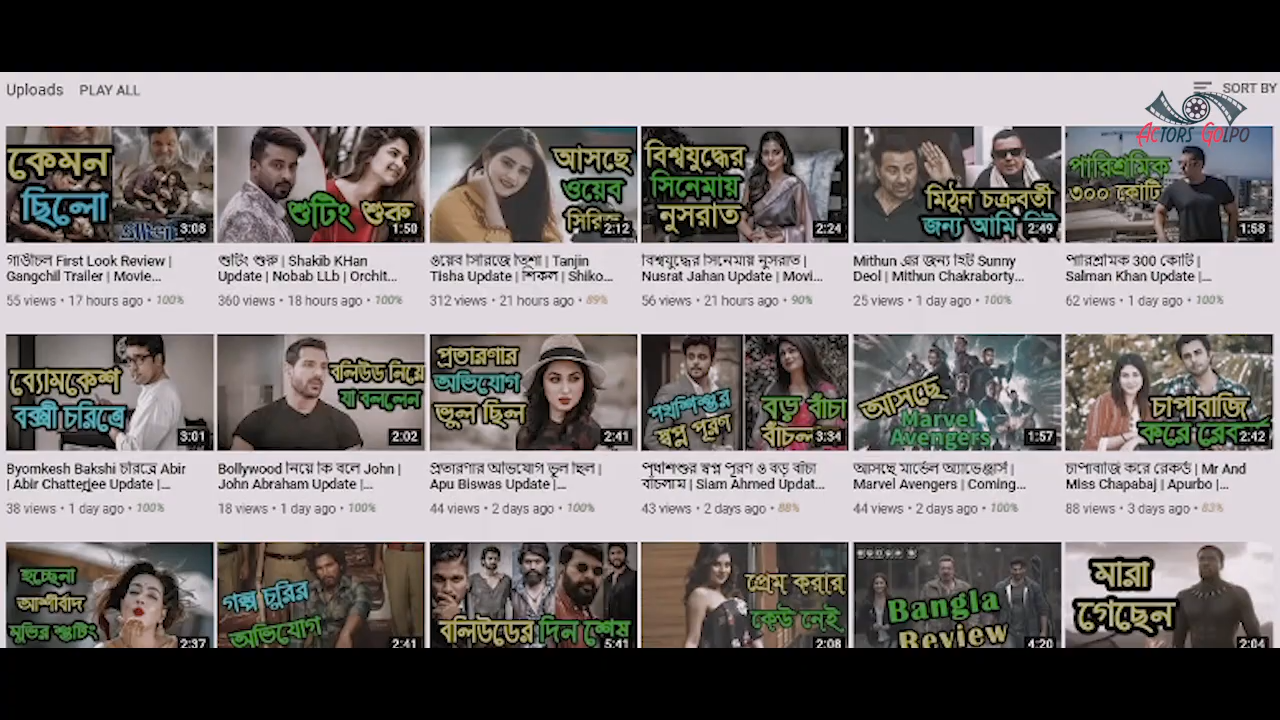 Uploads PLAY ALL
SORT BY
ACTORS GOLPO
কেমন
ছিলো
3:08
শুটিং শুরু
1:50
আসছে
ওয়েব
সিরিজ
2:12
বিশ্বযুদ্ধের
সিনেমায়
নুসরাত
2:24
মিঠুন চক্রবর্তী
জন্য আমি হিট
2:49
পারিশ্রমিক
৩০০ কোটি
1:58
গাঙচিল First Look Review |
Gangchil Trailer | Movie...
55 views • 17 hours ago • 100%
শুটিং শুরু | Shakib KHan
Update | Nobab LLb | Orchit...
360 views • 18 hours ago • 100%
ওয়েব সিরিজে তিশা | Tanjin
Tisha Update | শিকল | Shiko...
312 views • 21 hours ago • 89%
বিশ্বযুদ্ধের সিনেমায় নুসরাত |
Nusrat Jahan Update | Movi...
56 views • 21 hours ago • 90%
Mithun এর জন্য হিট Sunny
Deol | Mithun Chakraborty...
25 views • 1 day ago • 100%
পারিশ্রমিক 300 কোটি |
Salman Khan Update |...
62 views • 1 day ago • 100%
ব্যোমকেশ
বক্সী চরিত্রে
3:01
বলিউড নিয়ে
যা বললেন
2:02
প্রতারণার
অভিযোগ
ভুল ছিল
2:41
পথশিশুর
স্বপ্ন পূরণ
বড় বাঁচা
3:34
আসছে
Marvel
Avengers
1:57
চাপাবাজি
করে
2:42
Byomkesh Bakshi চরিত্রে Abir
| Abir Chatterjee Update |...
38 views • 1 day ago • 100%
Bollywood নিয়ে কি বলে John |
John Abraham Update |...
18 views • 1 day ago • 100%
প্রতারণার অভিযোগ ভুল ছিল |
Apu Biswas Update |...
44 views • 2 days ago • 100%
পথশিশুর স্বপ্ন পূরণ ও বড় বাঁচা
বাঁচলাম | Siam Ahmed Updat...
43 views • 2 days ago • 88%
আসছে মার্ভেল অ্যাভেঞ্জার্স |
Marvel Avengers | Coming...
44 views • 2 days ago • 100%
চাপাবাজি করে রেকর্ড | Mr And
Miss Chapabaj | Apurbo |...
88 views • 3 days ago • 83%
হচ্ছেনা
আশীর্বাদ
মুভির শুটিং
2:37
গল্প চুরির
অভিযোগ
2:41
বলিউডের দিন শেষ
5:41
প্রেম করার
কেউ নেই
2:08
Bangla
Review
4:20
মারা
গেছেন
2:04